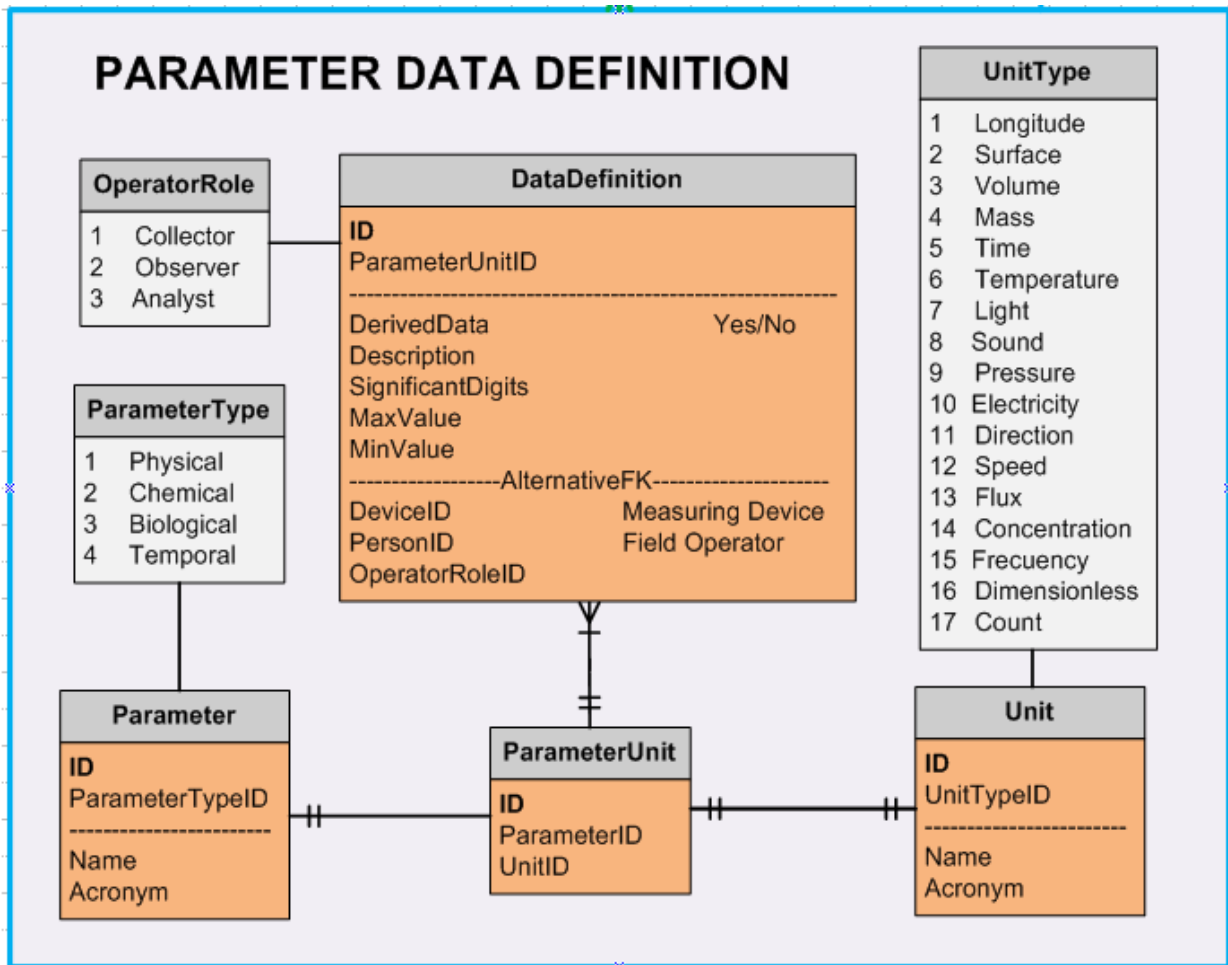 PARAMETER DATA DEFINITION
OperatorRole
1 Collector
2 Observer
3 Analyst
ParameterType
1 Physical
2 Chemical
3 Biological
4 Temporal
DataDefinition
ID
ParameterUnitID
----------------------------------------------------------
DerivedData Yes/No
Description
SignificantDigits
MaxValue
MinValue
------------------AlternativeFK---------------------
DeviceID Measuring Device
PersonID Field Operator
OperatorRoleID
UnitType
1 Longitude
2 Surface
3 Volume
4 Mass
5 Time
6 Temperature
7 Light
8 Sound
9 Pressure
10 Electricity
11 Direction
12 Speed
13 Flux
14 Concentration
15 Frecuency
16 Dimensionless
17 Count
Parameter
ID
ParameterTypeID
------------------------
Name
Acronym
ParameterUnit
ID
ParameterID
UnitID
Unit
ID
UnitTypeID
------------------------
Name
Acronym